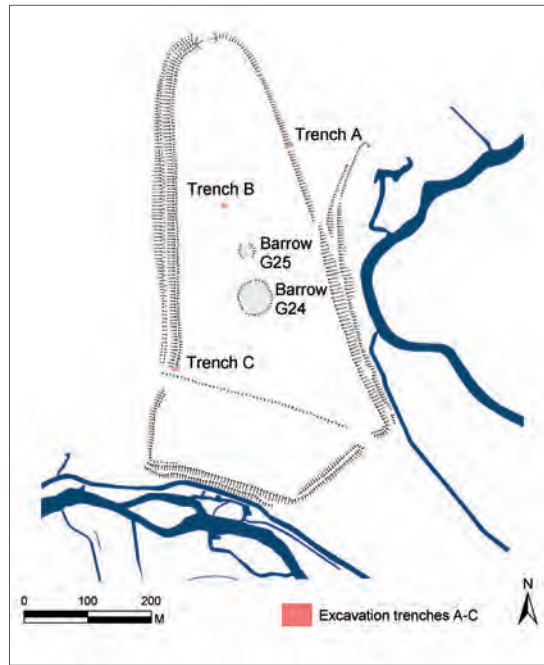 Trench A
Trench B
Barrow
G25
Barrow
G24
Trench C
0 100 200
M
Excavation trenches A-C
N